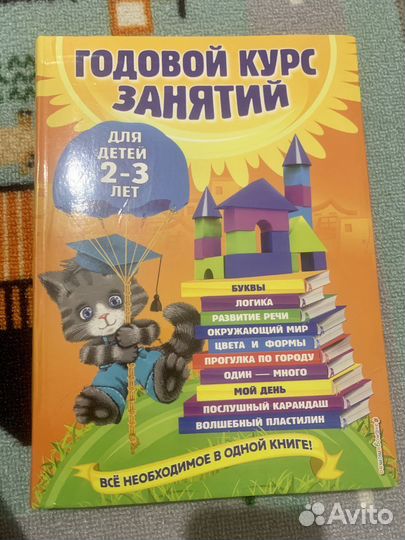 ГОДОВОЙ КУРС
ЗАНЯТИЙ
ДЛЯ
ДЕТЕЙ
2-3
ЛЕТ
БУКВЫ
ЛОГИКА
РАЗВИТИЕ РЕЧИ
ОКРУЖАЮЩИЙ МИР
ЦВЕТА И ФОРМЫ
ПРОГУЛКА ПО ГОРОДУ
ОДИН — МНОГО
МОЙ ДЕНЬ
ПОСЛУШНЫЙ КАРАНДАШ
ВОЛШЕБНЫЙ ПЛАСТИЛИН
ВСЁ НЕОБХОДИМОЕ В ОДНОЙ КНИГЕ!
Avito